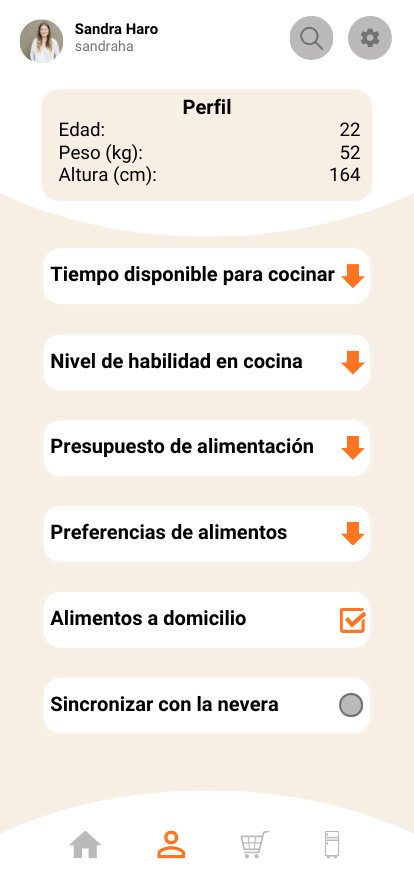 Sandra Haro
sandraha
Perfil
Edad: 22
Peso (kg): 52
Altura (cm): 164
Tiempo disponible para cocinar
Nivel de habilidad en cocina
Presupuesto de alimentación
Preferencias de alimentos
Alimentos a domicilio
Sincronizar con la nevera